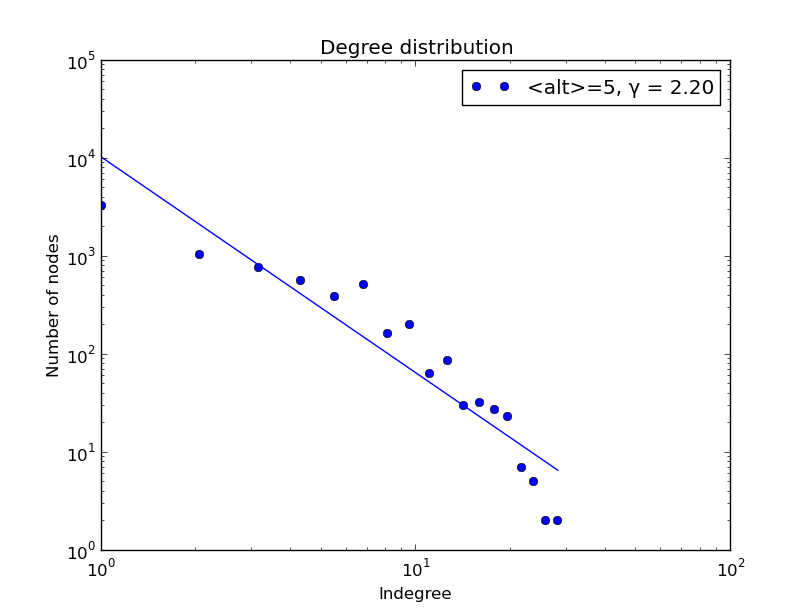 Degree distribution
<alt>=5, γ = 2.20
10^5
10^4
10^3
10^2
10^1
10^0
Number of nodes
10^0 10^1 10^2
Indegree